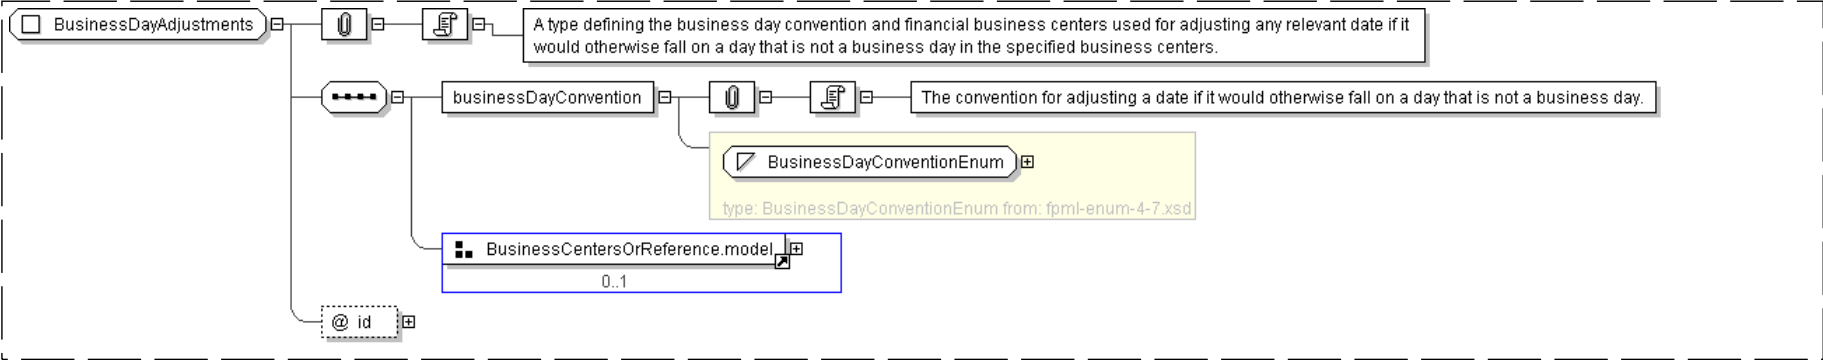 BusinessDayAdjustments
A type defining the business day convention and financial business centers used for adjusting any relevant date if it
would otherwise fall on a day that is not a business day in the specified business centers.
businessDayConvention
The convention for adjusting a date if it would otherwise fall on a day that is not a business day.
BusinessDayConventionEnum
type: BusinessDayConventionEnum from: fpml-enum-4-7.xsd
BusinessCentersOrReference.model
0..1
@ id